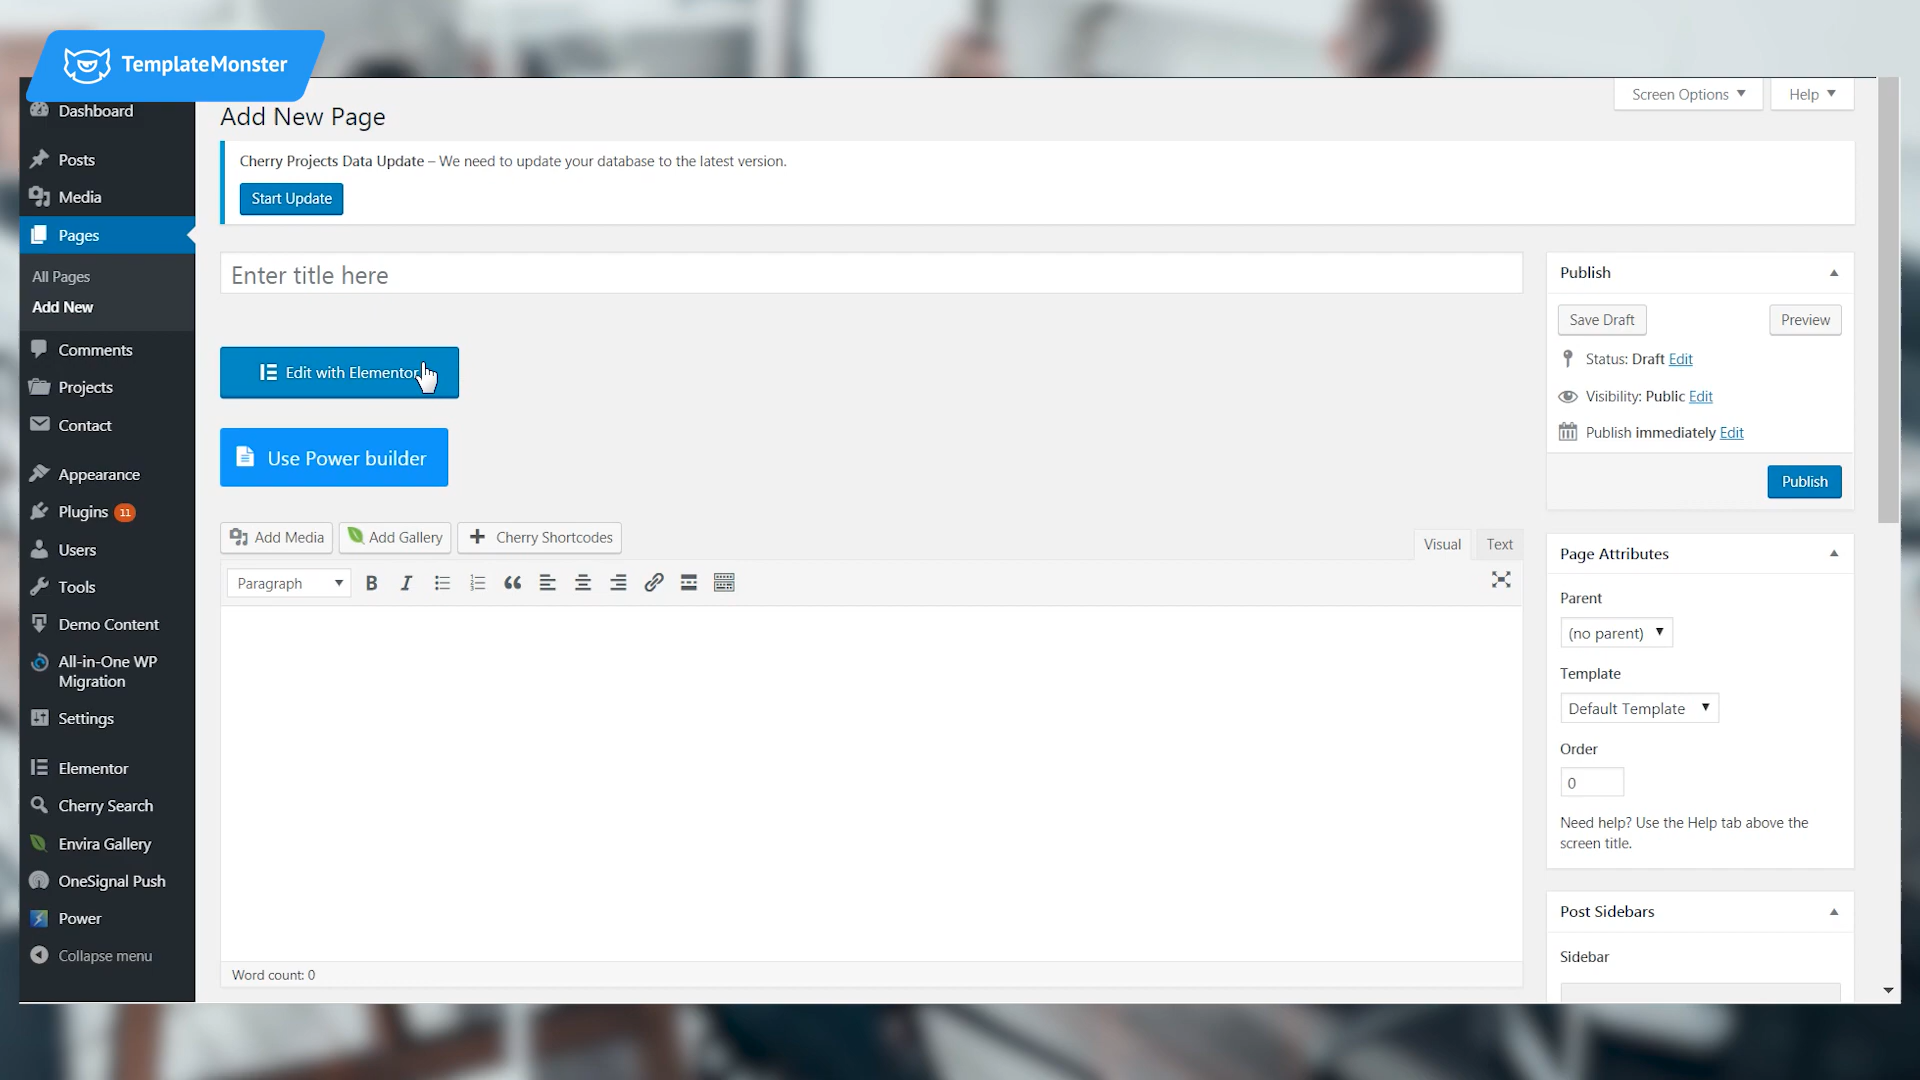 TemplateMonster
Dashboard
Posts
Media
Pages
All Pages
Add New
Comments
Projects
Contact
Appearance
Plugins 11
Users
Tools
Demo Content
All-in-One WP
Migration
Settings
Elementor
Cherry Search
Envira Gallery
OneSignal Push
Power
Collapse menu
Screen Options
Help
Add New Page
Cherry Projects Data Update – We need to update your database to the latest version.
Start Update
Enter title here
Edit with Elementor
Use Power builder
Add Media
Add Gallery
Cherry Shortcodes
Visual
Text
Paragraph
Word count: 0
Publish
Save Draft
Preview
Status: Draft Edit
Visibility: Public Edit
Publish immediately Edit
Publish
Page Attributes
Parent
(no parent)
Template
Default Template
Order
0
Need help? Use the Help tab above the
screen title.
Post Sidebars
Sidebar